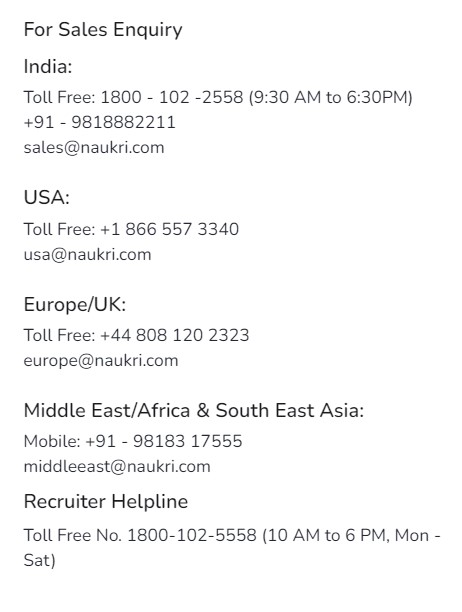 For Sales Enquiry
India:
Toll Free: 1800 - 102 -2558 (9:30 AM to 6:30PM)
+91 - 9818882211
sales@naukri.com
USA:
Toll Free: +1 866 557 3340
usa@naukri.com
Europe/UK:
Toll Free: +44 808 120 2323
europe@naukri.com
Middle East/Africa & South East Asia:
Mobile: +91 - 98183 17555
middleeast@naukri.com
Recruiter Helpline
Toll Free No. 1800-102-5558 (10 AM to 6 PM, Mon -
Sat)